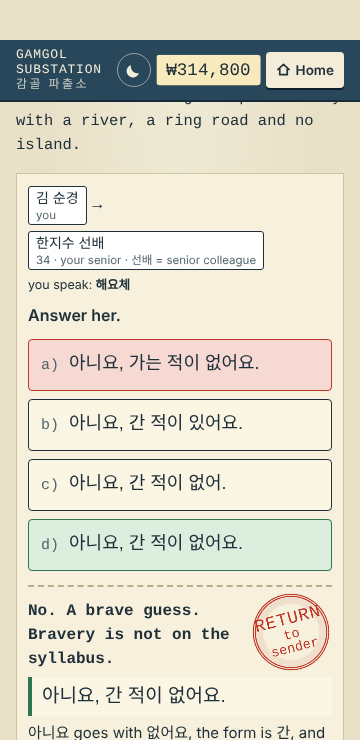 GAMGOL
SUBSTATION
감골 파출소
₩314,800
Home
with a river, a ring road and no
island.
김 순경
you
→
한지수 선배
34 · your senior · 선배 = senior colleague
you speak: 해요체
Answer her.
a) 아니요, 가는 적이 없어요.
b) 아니요, 간 적이 있어요.
c) 아니요, 간 적이 없어.
d) 아니요, 간 적이 없어요.
No. A brave guess.
Bravery is not on the
syllabus.
RETURN
to
sender
아니요, 간 적이 없어요.
아니요 goes with 없어요, the form is 간, and